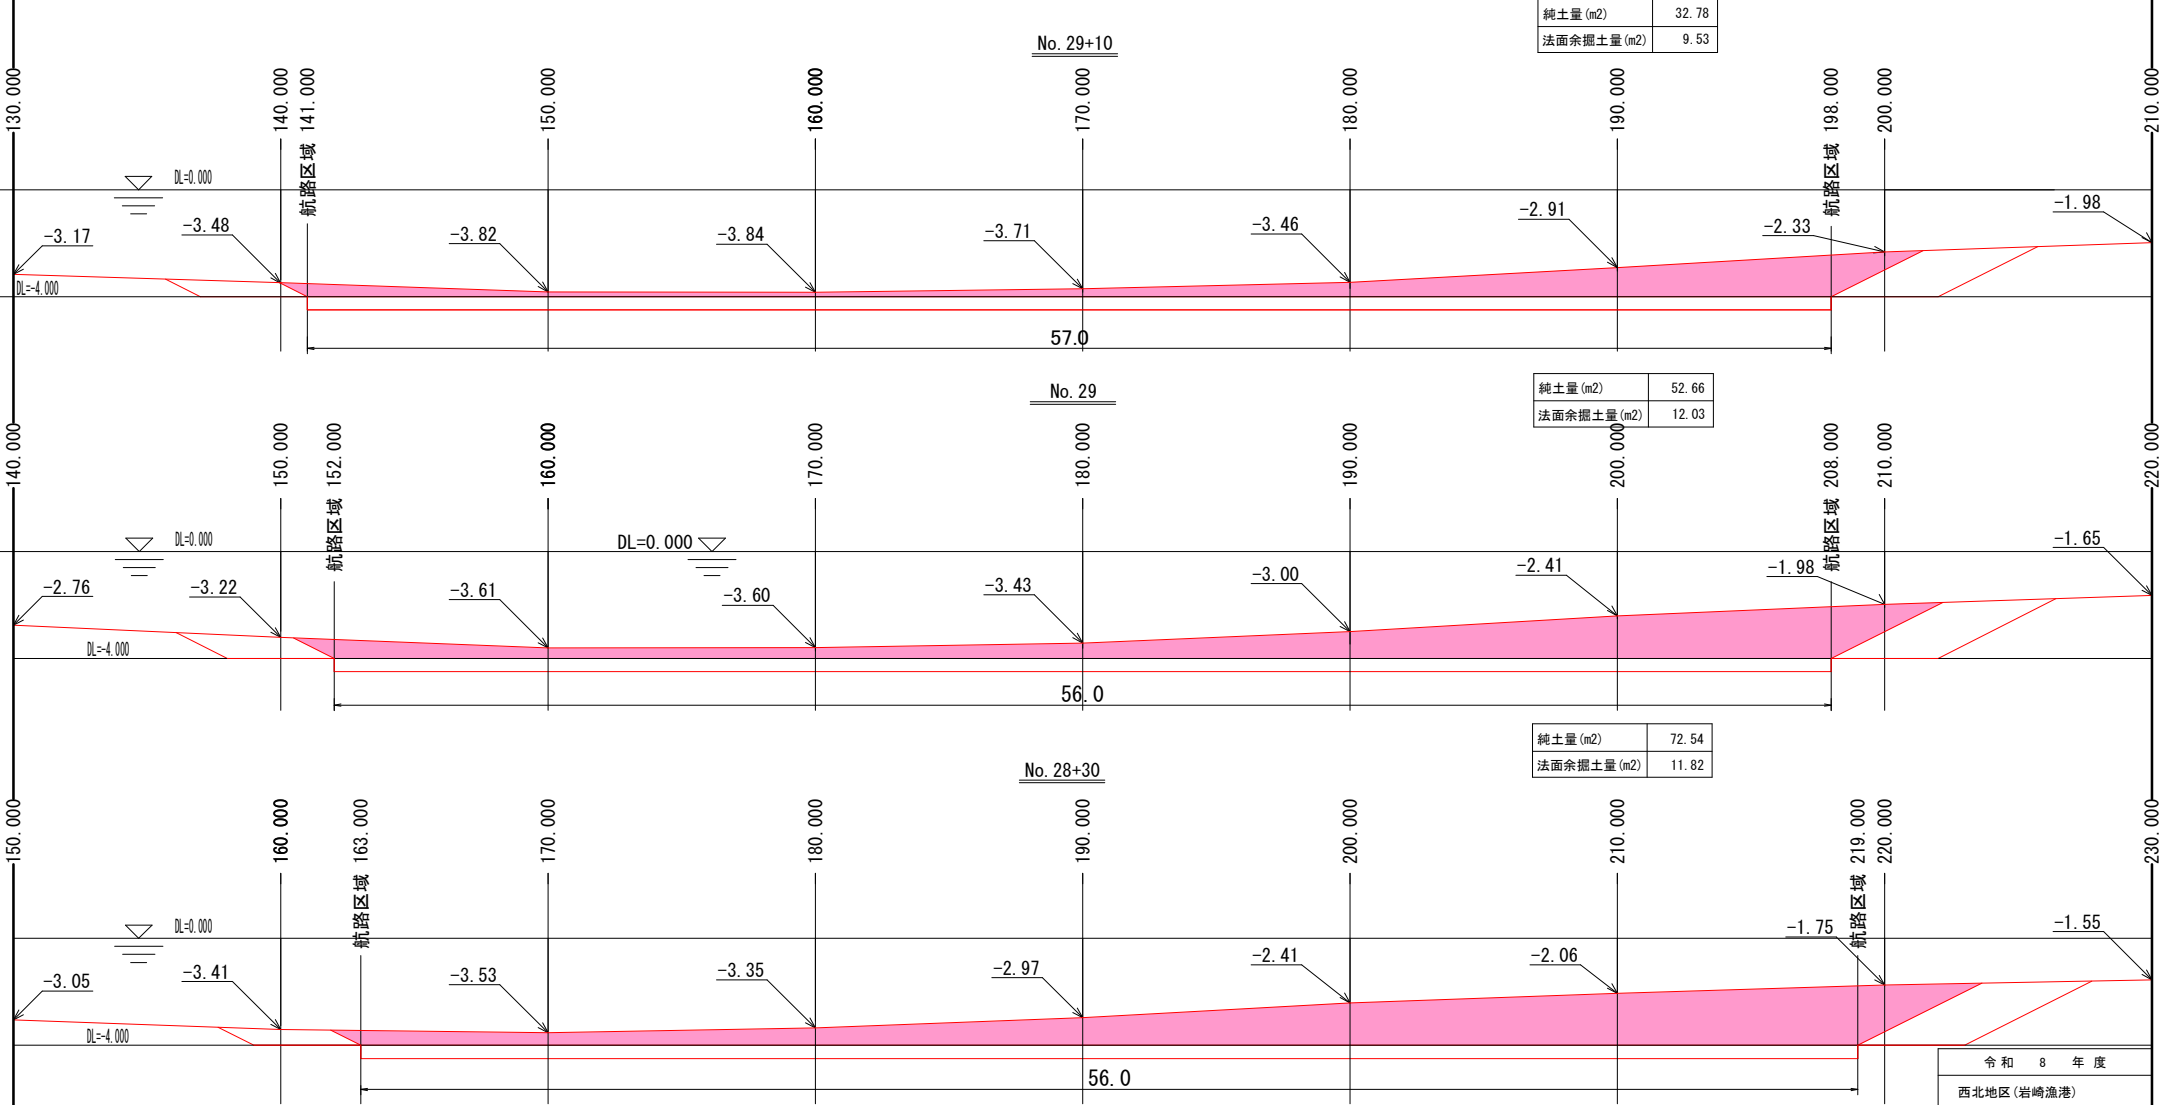 純土量(m2) 32.78
法面余掘土量(m2) 9.53
No.29+10
130.000 140.000 航路区域 141.000 150.000 160.000 170.000 180.000 190.000 航路区域 198.000 200.000 210.000
DL=0.000
-3.17 -3.48 -3.82 -3.84 -3.71 -3.46 -2.91 -2.33 -1.98
DL=-4.000
57.0
純土量(m2) 52.66
法面余掘土量(m2) 12.03
No.29
140.000 150.000 航路区域 152.000 160.000 170.000 180.000 190.000 200.000 航路区域 208.000 210.000 220.000
DL=0.000 DL=0.000
-2.76 -3.22 -3.61 -3.60 -3.43 -3.00 -2.41 -1.98 -1.65
DL=-4.000
56.0
純土量(m2) 72.54
法面余掘土量(m2) 11.82
No.28+30
150.000 160.000 航路区域 163.000 170.000 180.000 190.000 200.000 210.000 航路区域 219.000 220.000 230.000
DL=0.000
-3.05 -3.41 -3.53 -3.35 -2.97 -2.41 -2.06 -1.75 -1.55
DL=-4.000
56.0
令和 8 年度
西北地区(岩崎漁港)